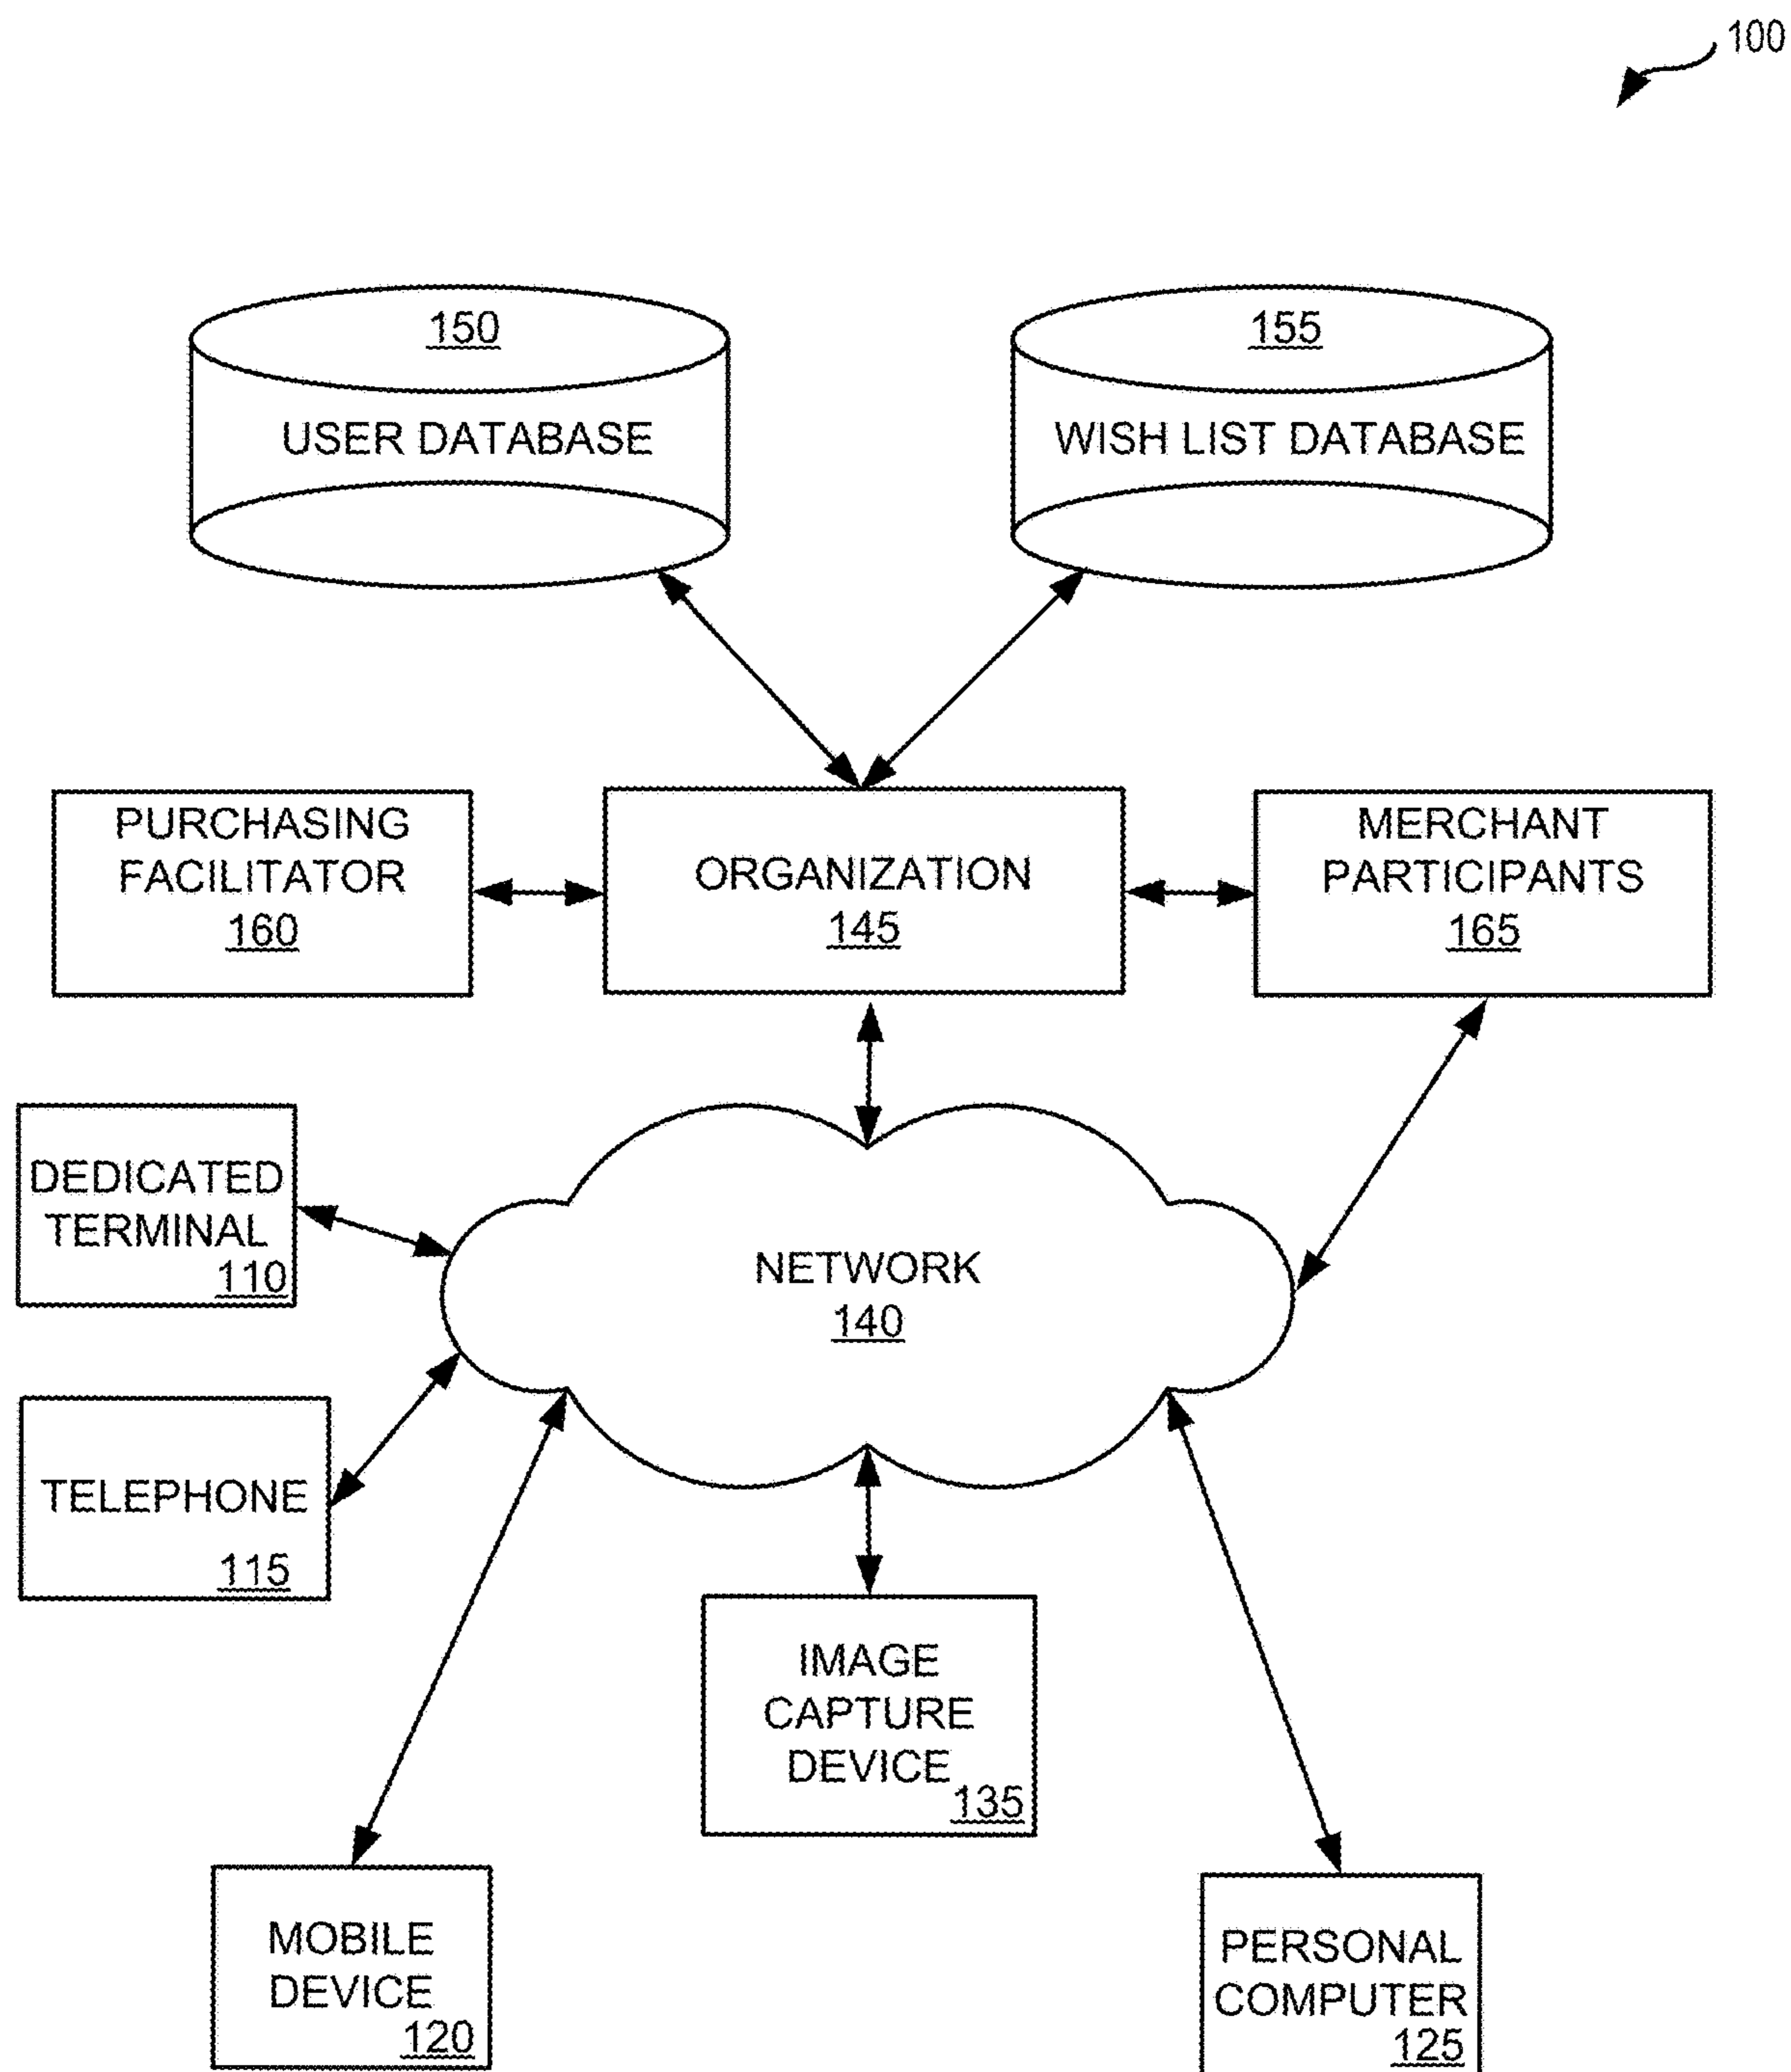 100
150
USER DATABASE
155
WISH LIST DATABASE
PURCHASING
FACILITATOR
160
ORGANIZATION
145
MERCHANT
PARTICIPANTS
165
DEDICATED
TERMINAL
110
NETWORK
140
TELEPHONE
115
IMAGE
CAPTURE
DEVICE
135
MOBILE
DEVICE
120
PERSONAL
COMPUTER
125